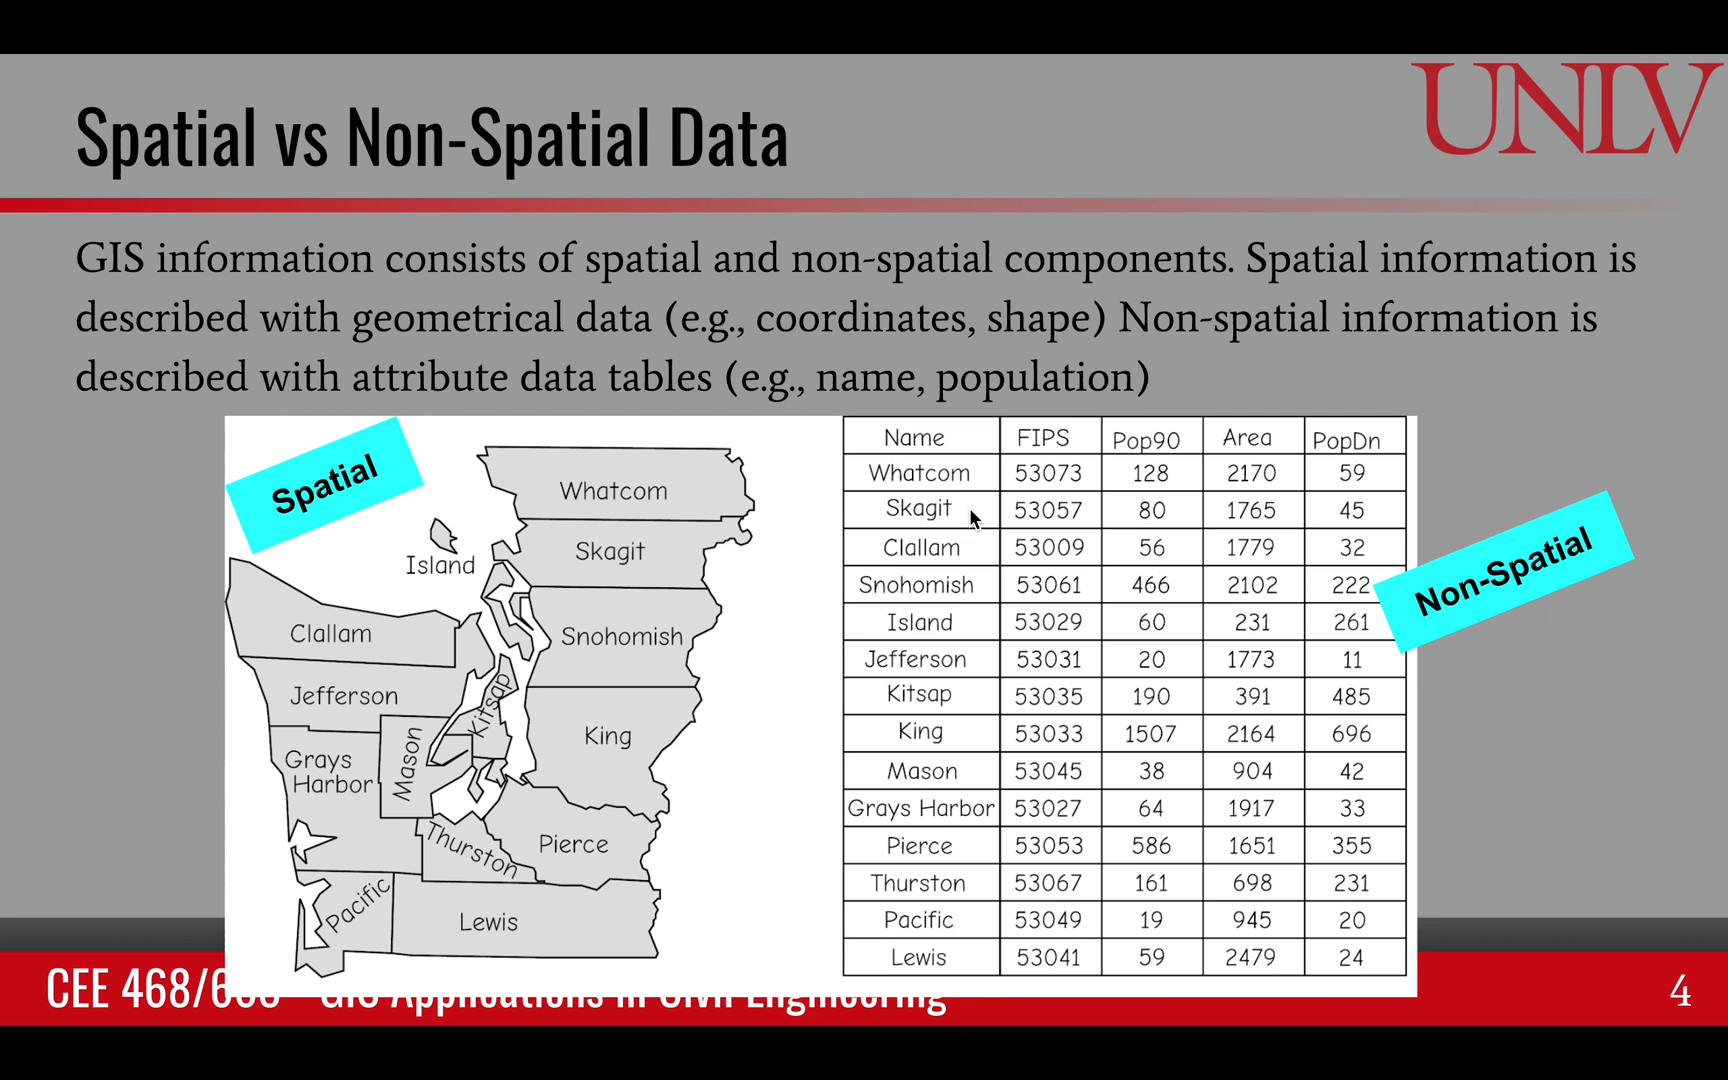 UNLV
Spatial vs Non-Spatial Data
GIS information consists of spatial and non-spatial components. Spatial information is
described with geometrical data (e.g., coordinates, shape) Non-spatial information is
described with attribute data tables (e.g., name, population)
Spatial
Whatcom
Skagit
Island
Clallam
Snohomish
Jefferson
Kitsap
King
Mason
Grays
Harbor
Thurston
Pierce
Pacific
Lewis
Name FIPS Pop90 Area PopDn
Whatcom 53073 128 2170 59
Skagit 53057 80 1765 45
Clallam 53009 56 1779 32
Snohomish 53061 466 2102 222
Island 53029 60 231 261
Jefferson 53031 20 1773 11
Kitsap 53035 190 391 485
King 53033 1507 2164 696
Mason 53045 38 904 42
Grays Harbor 53027 64 1917 33
Pierce 53053 586 1651 355
Thurston 53067 161 698 231
Pacific 53049 19 945 20
Lewis 53041 59 2479 24
Non-Spatial
CEE GIS Applications in Civil Engineering
4